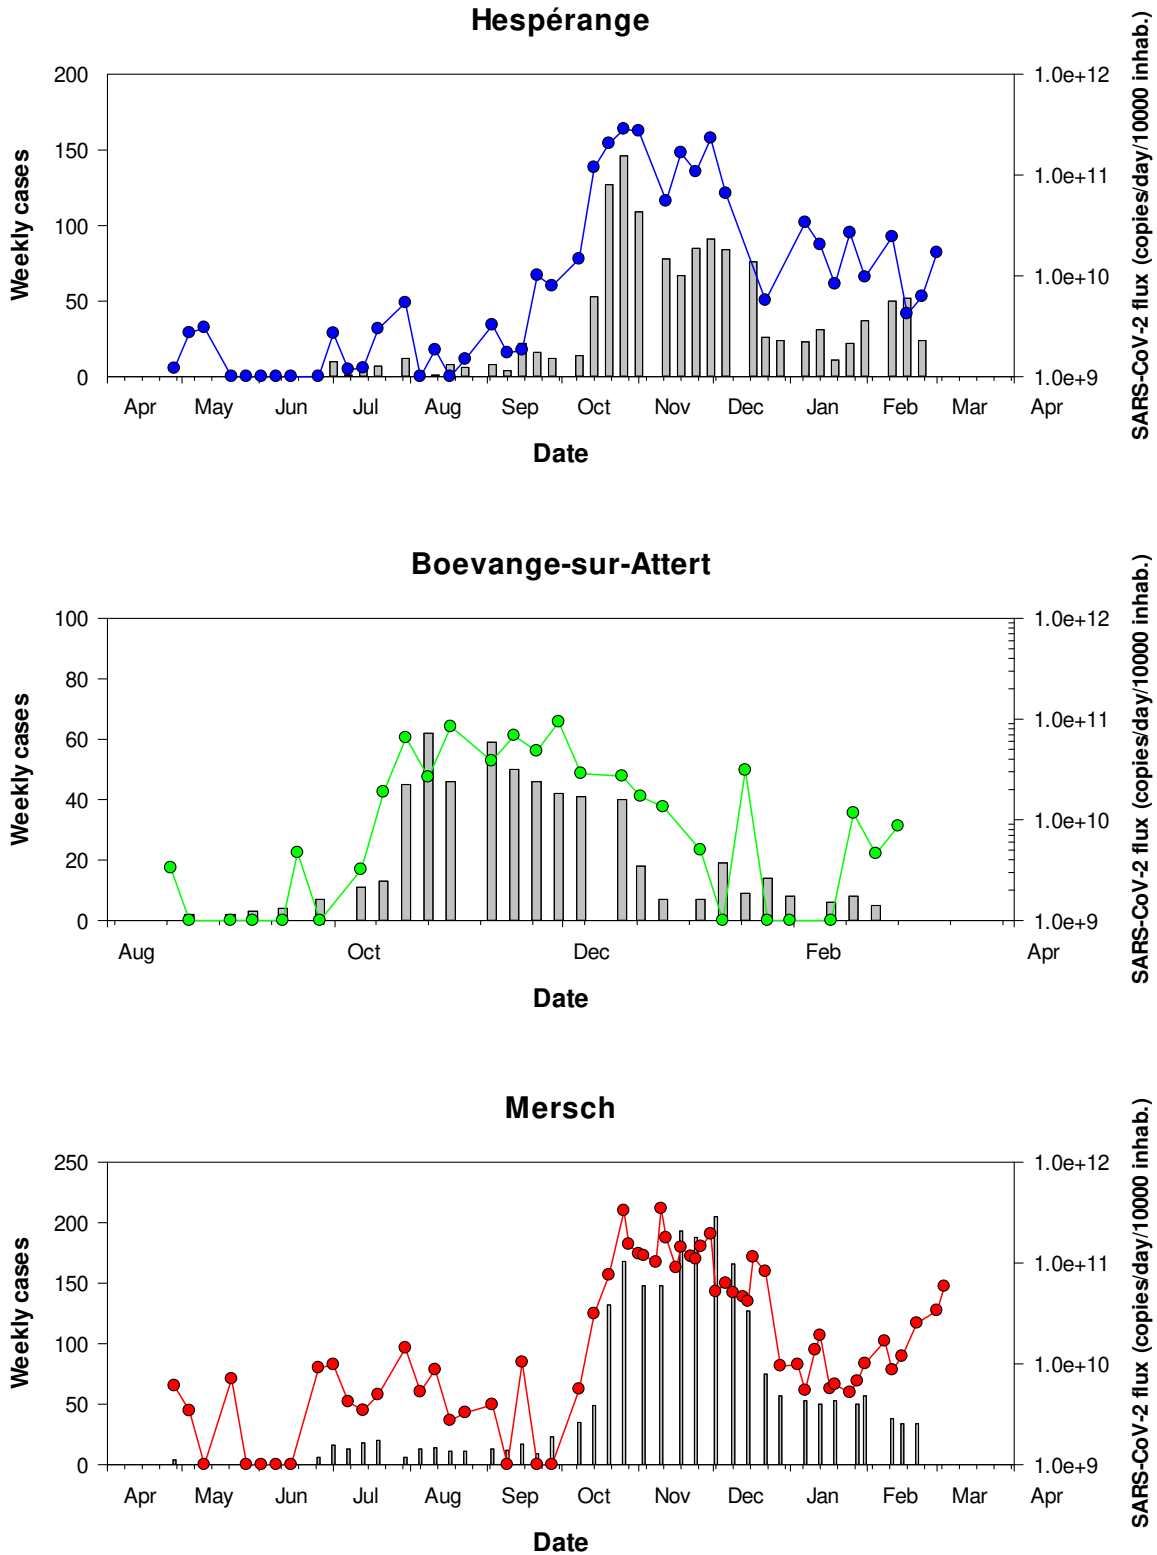 Hespérange
200
150
100
50
0
Weekly cases
1.0e+12
1.0e+11
1.0e+10
1.0e+9
SARS-CoV-2 flux (copies/day/10000 inhab.)
Apr May Jun Jul Aug Sep Oct Nov Dec Jan Feb Mar Apr
Date
Boevange-sur-Attert
100
80
60
40
20
0
Weekly cases
1.0e+12
1.0e+11
1.0e+10
1.0e+9
SARS-CoV-2 flux (copies/day/10000 inhab.)
Aug Oct Dec Feb Apr
Date
Mersch
250
200
150
100
50
0
Weekly cases
1.0e+12
1.0e+11
1.0e+10
1.0e+9
SARS-CoV-2 flux (copies/day/10000 inhab.)
Apr May Jun Jul Aug Sep Oct Nov Dec Jan Feb Mar Apr
Date